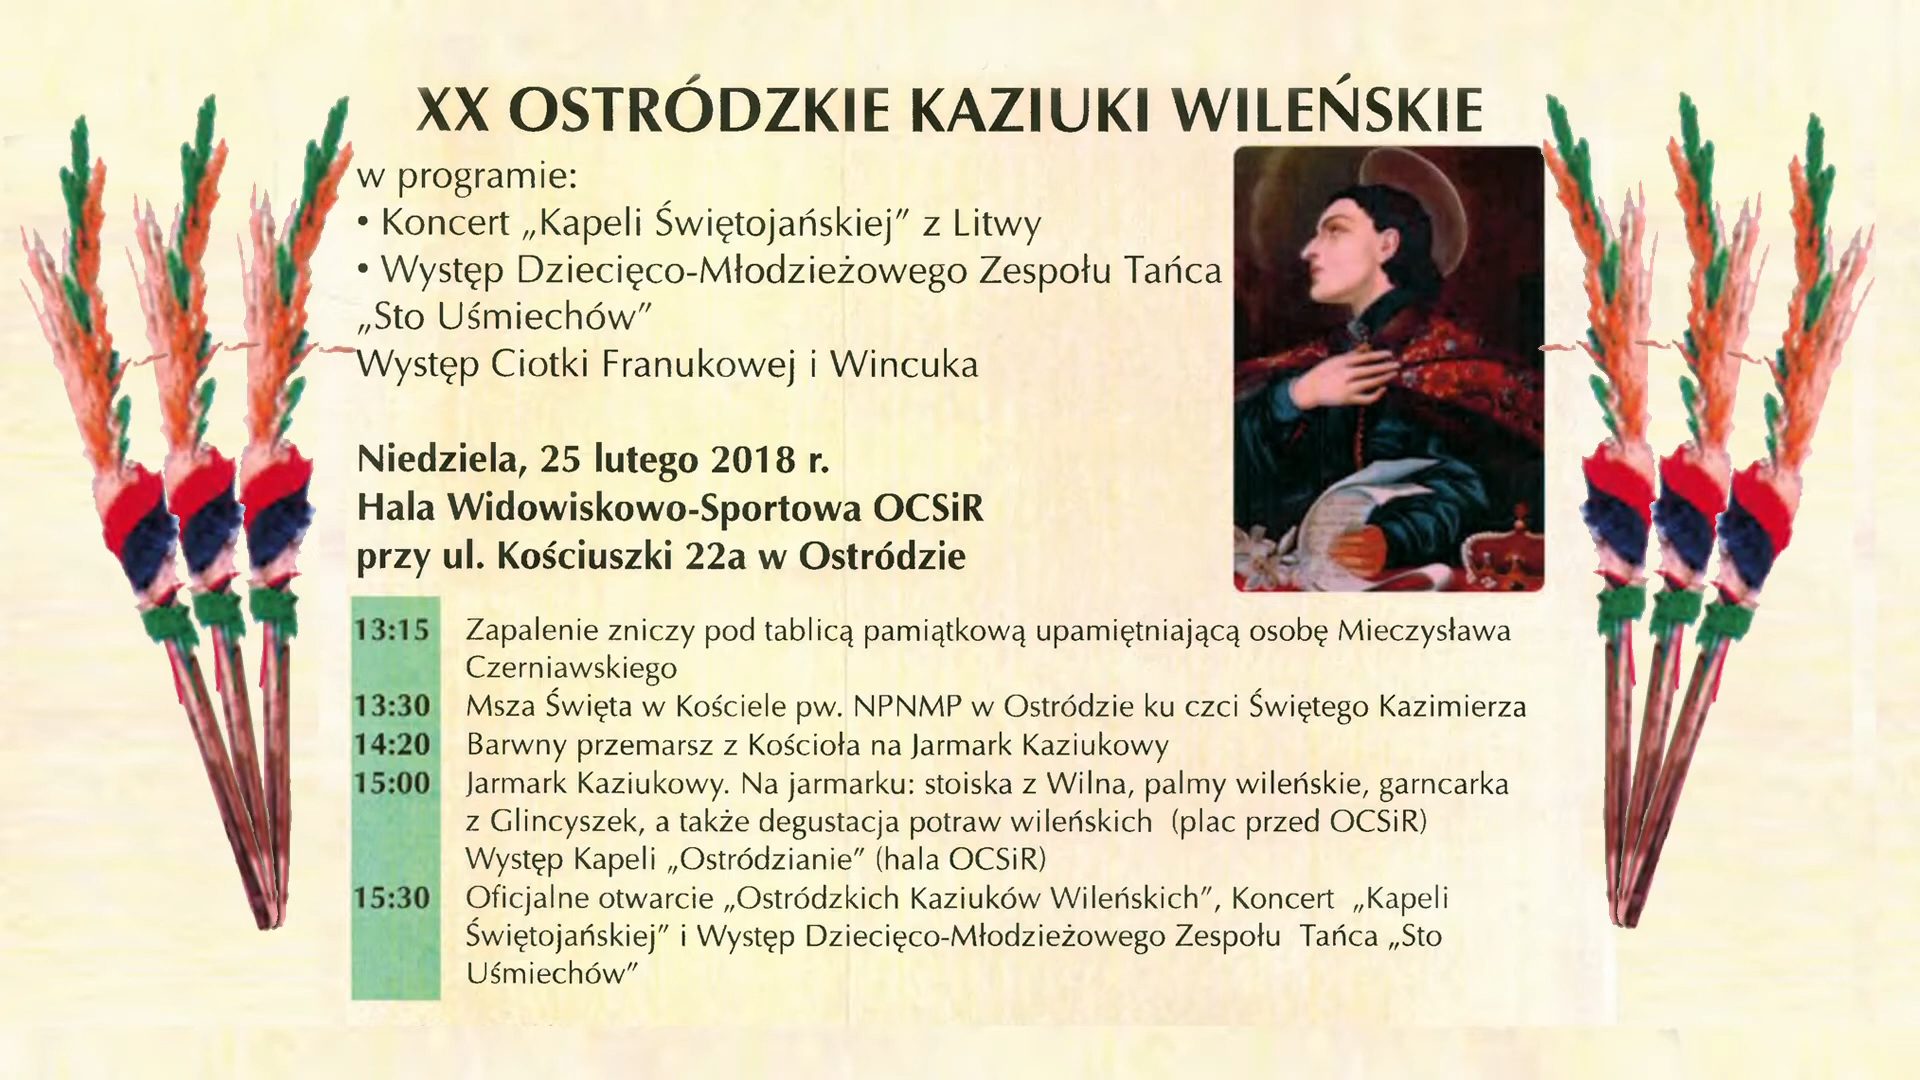 XX OSTRÓDZKIE KAZIUKI WILEŃSKIE
w programie:
• Koncert „Kapeli Świętojańskiej” z Litwy
• Występ Dziecięco-Młodzieżowego Zespołu Tańca
„Sto Uśmiechów”
Występ Ciotki Franukowej i Wincuka
Niedziela, 25 lutego 2018 r.
Hala Widowiskowo-Sportowa OCSiR
przy ul. Kościuszki 22a w Ostródzie
13:15 Zapalenie zniczy pod tablicą pamiątkową upamiętniającą osobę Mieczysława
Czerniawskiego
13:30 Msza Święta w Kościele pw. NPNMP w Ostródzie ku czci Świętego Kazimierza
14:20 Barwny przemarsz z Kościoła na Jarmark Kaziukowy
15:00 Jarmark Kaziukowy. Na jarmarku: stoiska z Wilna, palmy wileńskie, garncarka
z Glincyszek, a także degustacja potraw wileńskich (plac przed OCSiR)
Występ Kapeli „Ostródzianie” (hala OCSiR)
15:30 Oficjalne otwarcie „Ostródzkich Kaziuków Wileńskich”, Koncert „Kapeli
Świętojańskiej” i Występ Dziecięco-Młodzieżowego Zespołu Tańca „Sto
Uśmiechów”